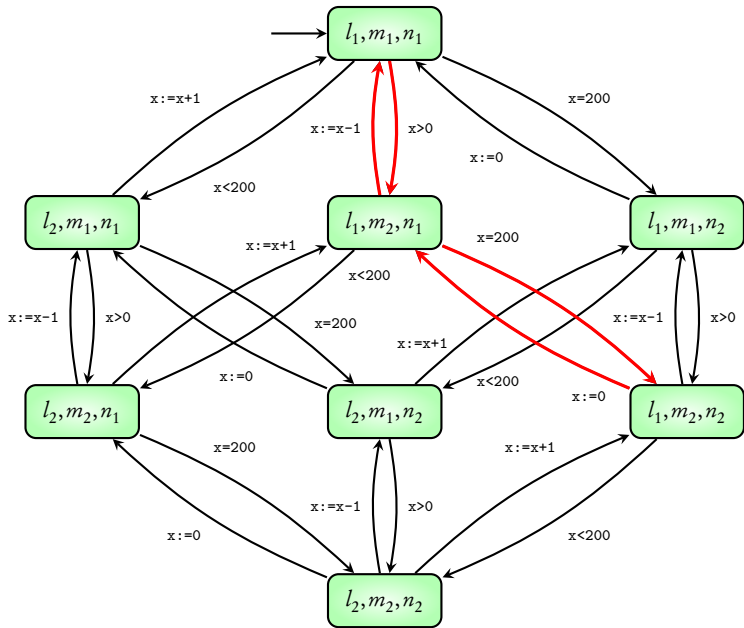 l₁,m₁,n₁
x:=x+1
x=200
x:=x-1
x>0
x:=0
x<200
l₂,m₁,n₁
l₁,m₂,n₁
l₁,m₁,n₂
x:=x+1
x=200
x<200
x:=x-1
x>0
x=200
x:=x+1
x:=x-1
x>0
x:=0
x<200
x:=0
l₂,m₂,n₁
l₂,m₁,n₂
l₁,m₂,n₂
x=200
x:=x+1
x:=x-1
x>0
x:=0
x<200
l₂,m₂,n₂